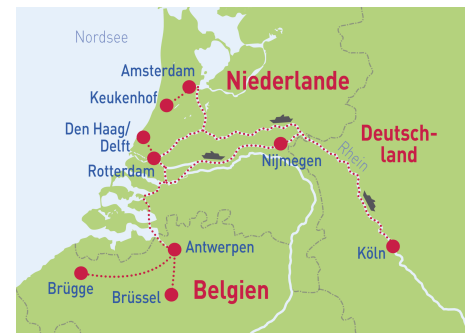 Nordsee
Amsterdam
Niederlande
Keukenhof
Den Haag/
Delft
Deutsch-
land
Rotterdam
Nijmegen
Rhein
Antwerpen
Köln
Brügge
Brüssel
Belgien